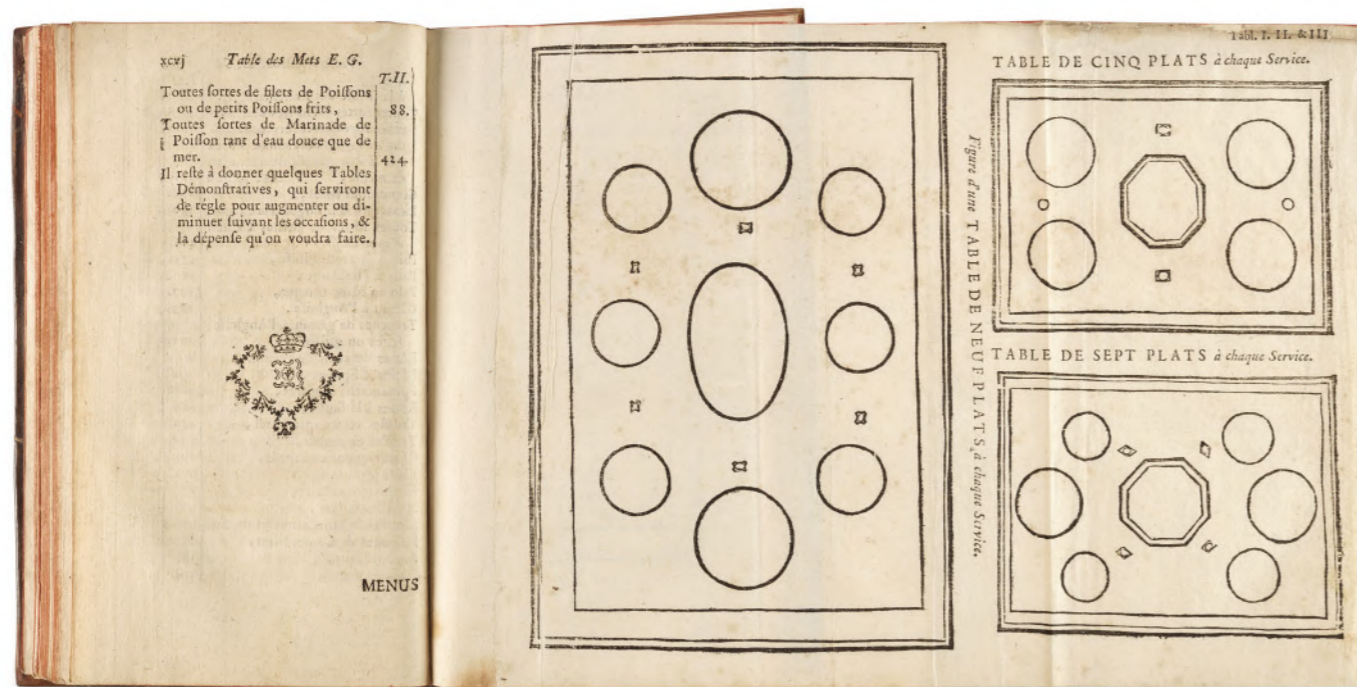 xcvj Table des Mets E. G.
T. II.
Toutes ſortes de filets de Poiſſons
ou de petits Poiſſons frits, 88.
Toutes ſortes de Marinade de
Poiſſon tant d'eau douce que de
mer. 424
Il reſte à donner quelques Tables
Démonſtratives, qui ſerviront
de régle pour augmenter ou di-
minuer ſuivant les occaſions, &
la dépenſe qu'on voudra faire.
MENUS
Figure d'une TABLE DE NEUF PLATS, à chaque Service.
Tabl. I. II. & III
TABLE DE CINQ PLATS à chaque Service.
TABLE DE SEPT PLATS à chaque Service.